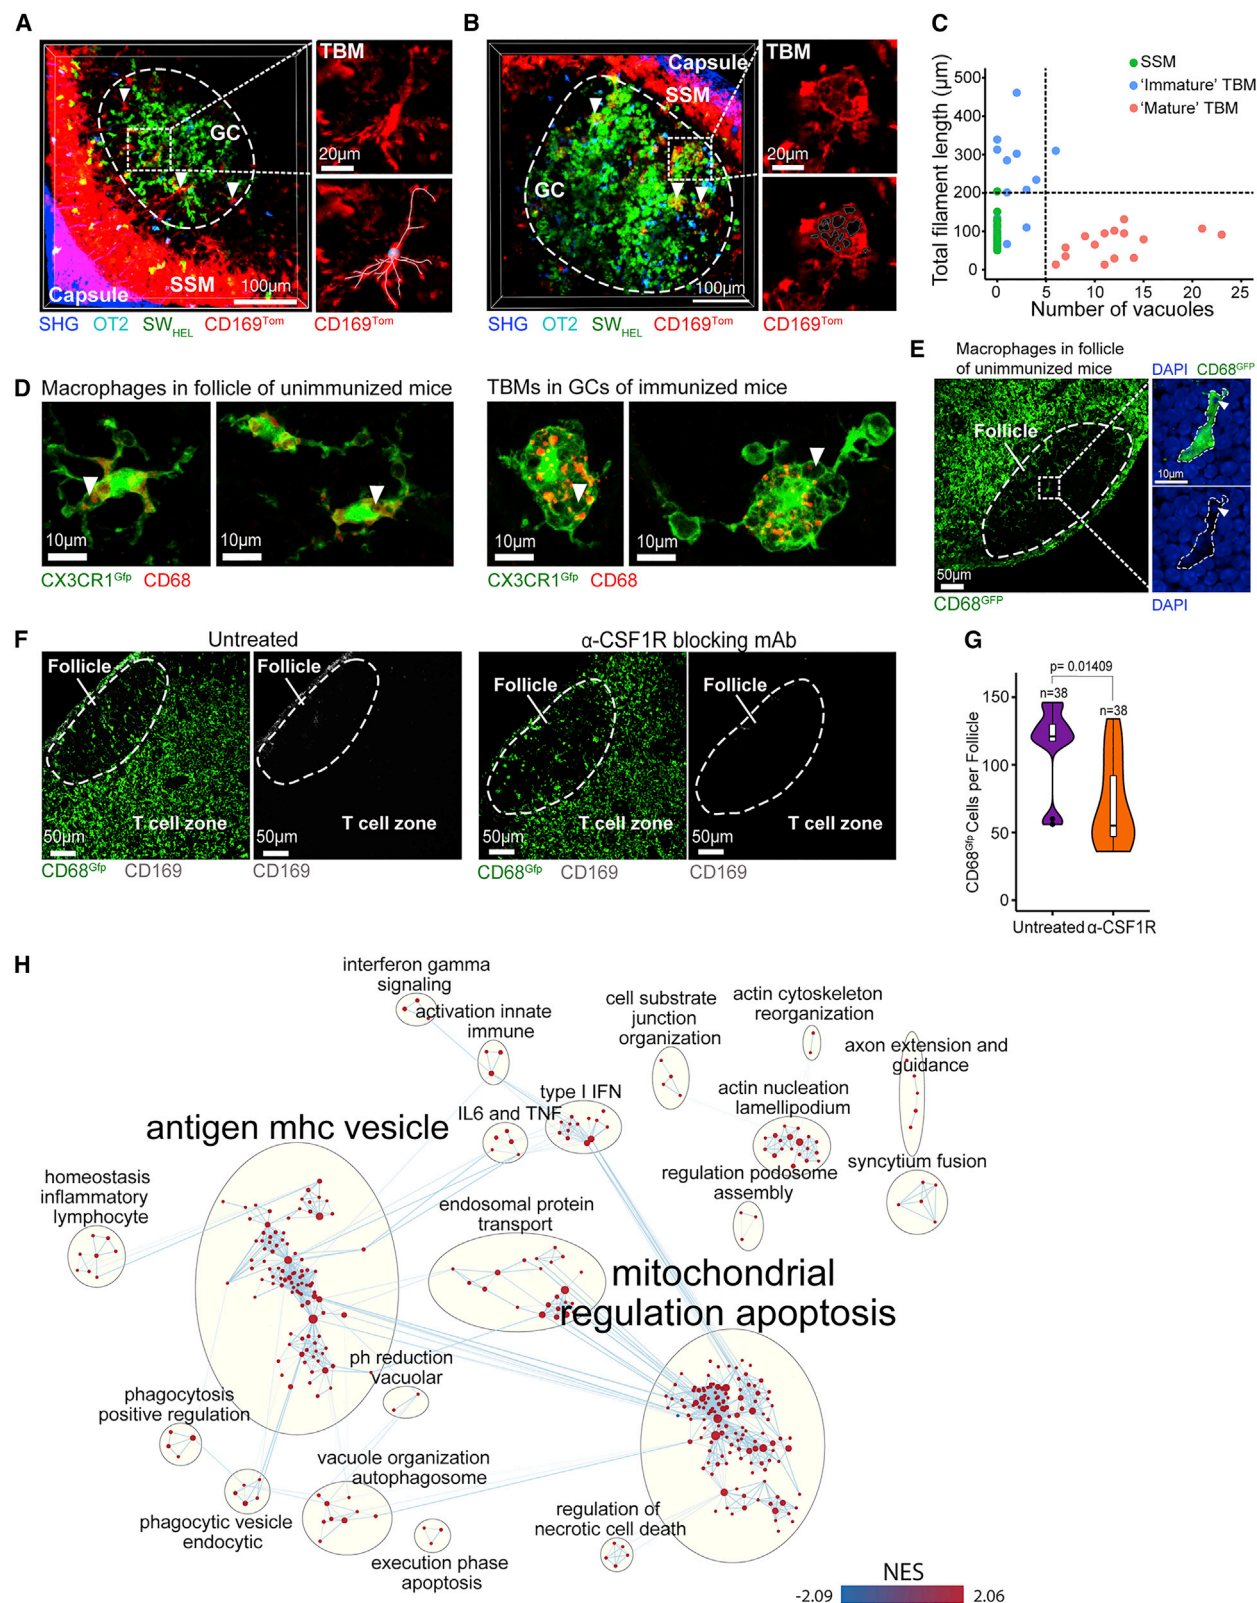 A
GC
SSM
Capsule
100µm
TBM
20µm
SHG OT2 SWHEL CD169Tom
CD169Tom
B
Capsule
SSM
GC
100µm
TBM
20µm
SHG OT2 SWHEL CD169Tom
CD169Tom
C
SSM
'Immature' TBM
'Mature' TBM
Total filament length (µm)
500
400
300
200
100
0
0 5 10 15 20 25
Number of vacuoles
D
Macrophages in follicle of unimmunized mice
TBMs in GCs of immunized mice
10µm
10µm
10µm
10µm
CX3CR1Gfp CD68
CX3CR1Gfp CD68
E
Macrophages in follicle
of unimmunized mice
DAPI CD68GFP
Follicle
10µm
50µm
CD68GFP
DAPI
F
Untreated
α-CSF1R blocking mAb
Follicle
T cell zone
50µm
Follicle
T cell zone
50µm
Follicle
T cell zone
50µm
Follicle
T cell zone
50µm
CD68Gfp CD169
CD169
CD68Gfp CD169
CD169
G
p= 0.01409
n=38
n=38
CD68Gfp Cells per Follicle
150
100
50
0
Untreated α-CSF1R
H
interferon gamma
signaling
activation innate
immune
cell substrate
junction
organization
actin cytoskeleton
reorganization
axon extension and
guidance
type I IFN
IL6 and TNF
actin nucleation
lamellipodium
antigen mhc vesicle
homeostasis
inflammatory
lymphocyte
regulation podosome
assembly
syncytium fusion
endosomal protein
transport
mitochondrial
regulation apoptosis
ph reduction
vacuolar
phagocytosis
positive regulation
vacuole organization
autophagosome
phagocytic vesicle
endocytic
regulation of
necrotic cell death
execution phase
apoptosis
NES
-2.09 2.06